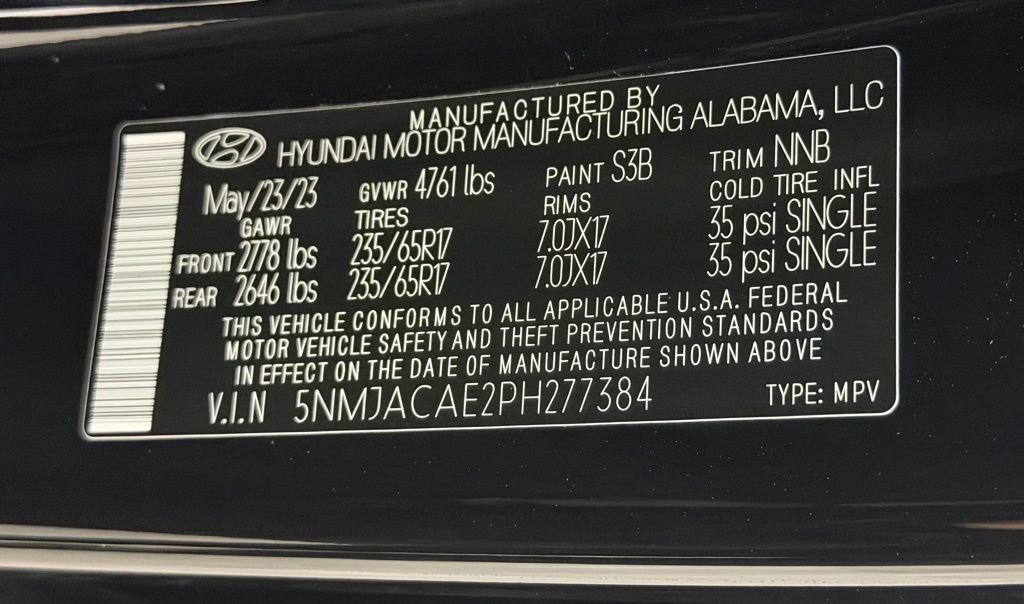 MANUFACTURED BY
HYUNDAI MOTOR MANUFACTURING ALABAMA, LLC
May/23/23 GVWR 4761 lbs PAINT S3B TRIM NNB
GAWR TIRES RIMS COLD TIRE INFL
FRONT 2778 lbs 235/65R17 7.0JX17 35 psi SINGLE
REAR 2646 lbs 235/65R17 7.0JX17 35 psi SINGLE
THIS VEHICLE CONFORMS TO ALL APPLICABLE U.S.A. FEDERAL
MOTOR VEHICLE SAFETY AND THEFT PREVENTION STANDARDS
IN EFFECT ON THE DATE OF MANUFACTURE SHOWN ABOVE
V.I.N 5NMJACAE2PH277384 TYPE: MPV